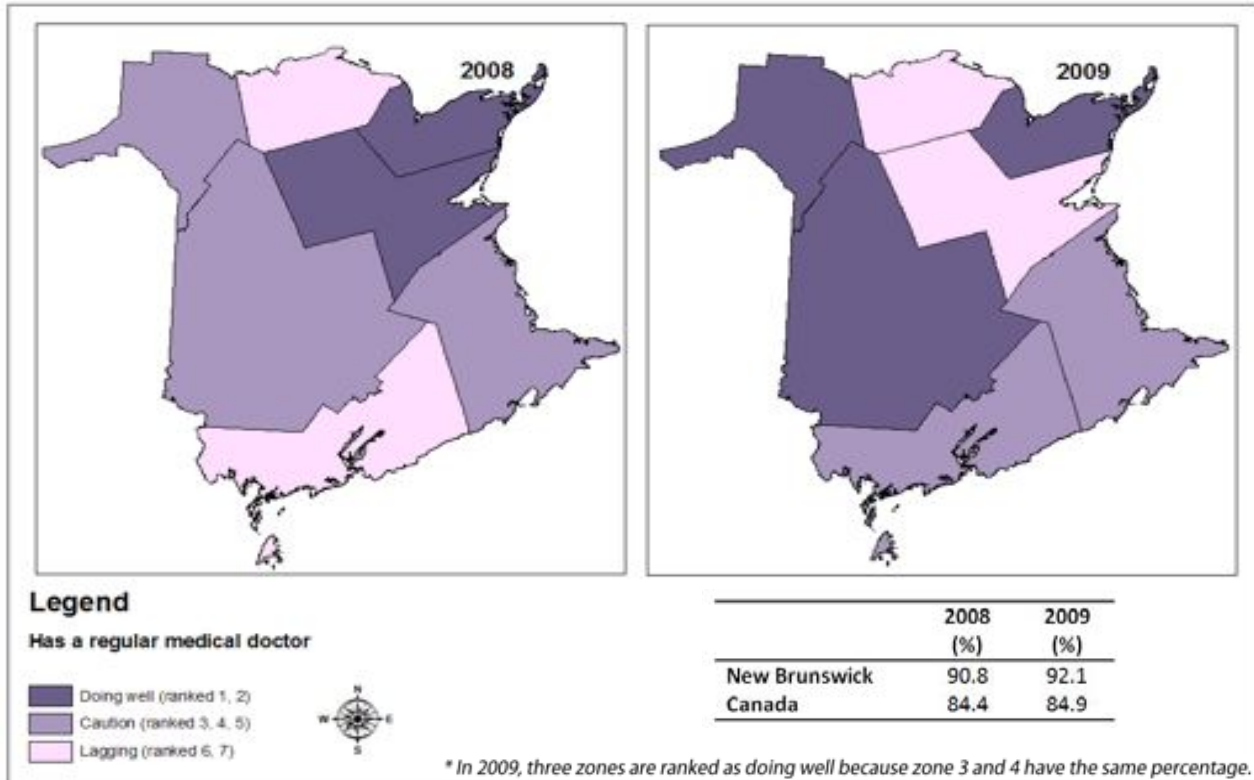 2008
2009
Legend
Has a regular medical doctor
Doing well (ranked 1, 2)
Caution (ranked 3, 4, 5)
Lagging (ranked 6, 7)
N
W E
S
2008 2009
(%) (%)
New Brunswick 90.8 92.1
Canada 84.4 84.9
* In 2009, three zones are ranked as doing well because zone 3 and 4 have the same percentage.